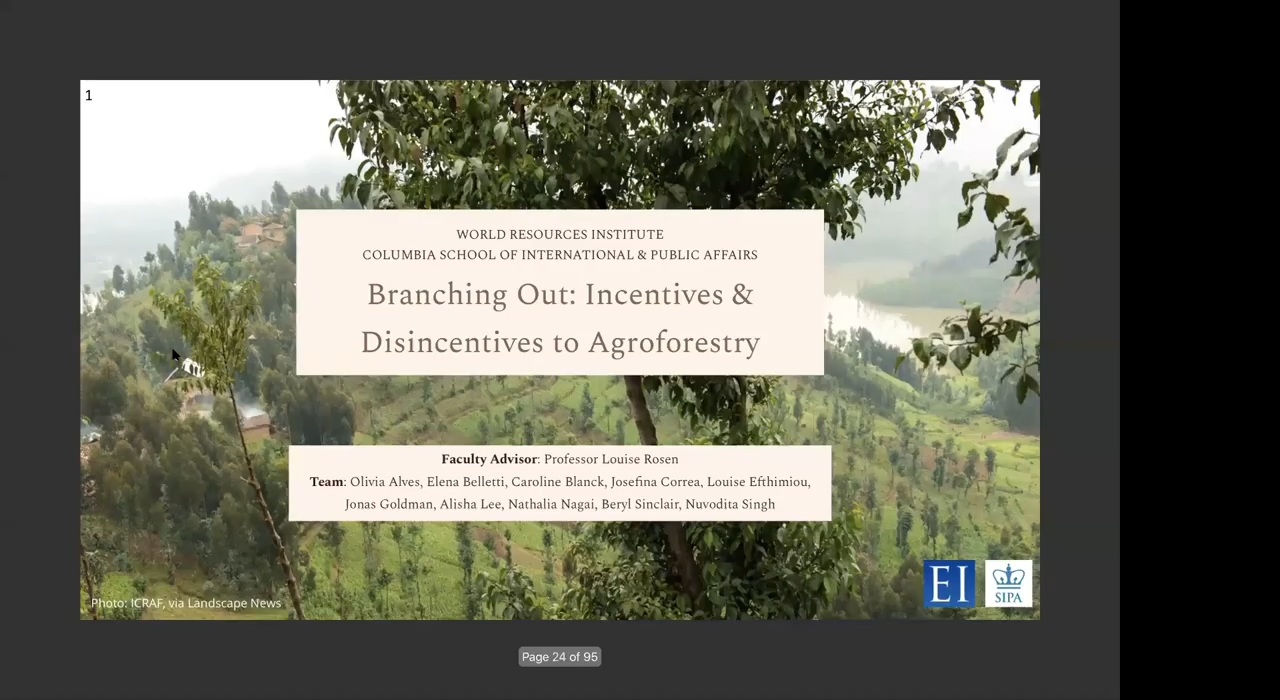 1
WORLD RESOURCES INSTITUTE
COLUMBIA SCHOOL OF INTERNATIONAL & PUBLIC AFFAIRS
Branching Out: Incentives &
Disincentives to Agroforestry
Faculty Advisor: Professor Louise Rosen
Team: Olivia Alves, Elena Belletti, Caroline Blanck, Josefina Correa, Louise Efthimiou,
Jonas Goldman, Alisha Lee, Nathalia Nagai, Beryl Sinclair, Nuvodita Singh
Photo: ICRAF, via Landscape News
EI
SIPA
Page 24 of 95